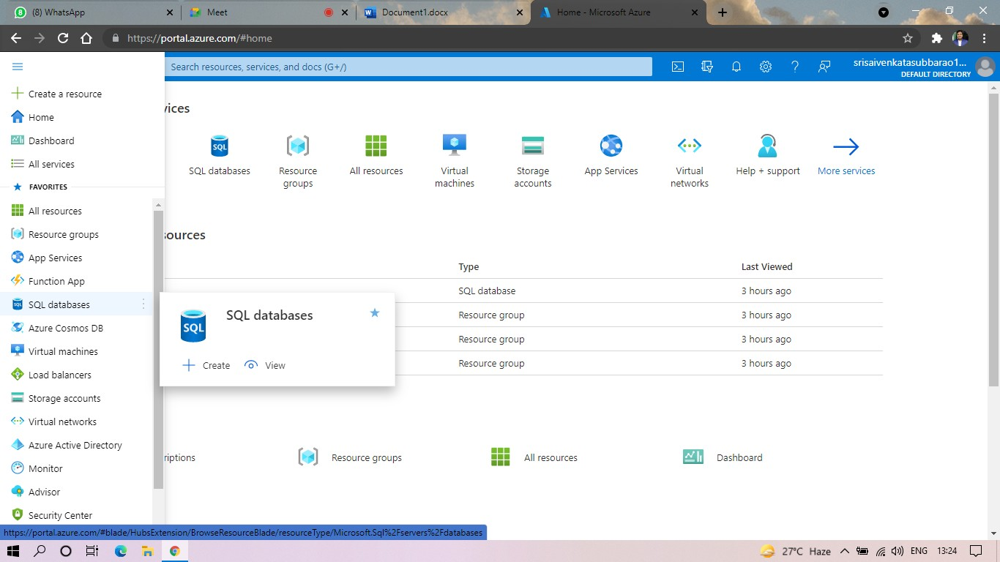 (8) WhatsApp
Meet
Document1.docx
Home - Microsoft Azure
https://portal.azure.com/#home
Search resources, services, and docs (G+/)
srisaivenkatasubbarao1...
DEFAULT DIRECTORY
Create a resource
Home
Dashboard
All services
FAVORITES
All resources
Resource groups
App Services
Function App
SQL databases
Azure Cosmos DB
Virtual machines
Load balancers
Storage accounts
Virtual networks
Azure Active Directory
Monitor
Advisor
Security Center
vices
SQL
SQL databases
Resource groups
All resources
Virtual machines
Storage accounts
App Services
Virtual networks
Help + support
More services
sources
Type
Last Viewed
SQL database
3 hours ago
Resource group
3 hours ago
Resource group
3 hours ago
Resource group
3 hours ago
SQL
SQL databases
Create
View
riptions
Resource groups
All resources
Dashboard
https://portal.azure.com/#blade/HubsExtension/BrowseResourceBlade/resourceType/Microsoft.Sql%2Fservers%2Fdatabases
27°C Haze
ENG
13:24